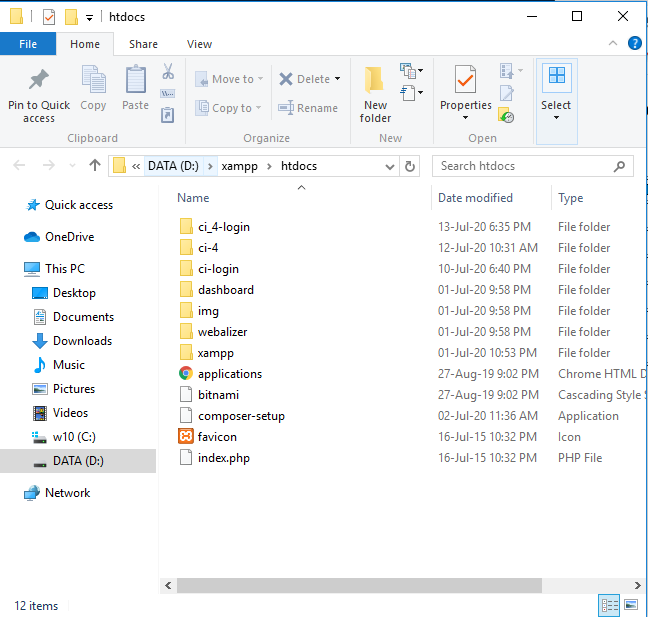 htdocs
File Home Share View
Pin to Quick access Copy Paste
Move to Copy to Delete Rename
New folder
Properties
Select
Clipboard Organize New Open
« DATA (D:) > xampp > htdocs Search htdocs
Name Date modified Type
Quick access
OneDrive
This PC
Desktop
Documents
Downloads
Music
Pictures
Videos
w10 (C:)
DATA (D:)
Network
ci_4-login 13-Jul-20 6:35 PM File folder
ci-4 12-Jul-20 10:31 AM File folder
ci-login 10-Jul-20 6:40 PM File folder
dashboard 01-Jul-20 9:58 PM File folder
img 01-Jul-20 9:58 PM File folder
webalizer 01-Jul-20 9:58 PM File folder
xampp 01-Jul-20 10:53 PM File folder
applications 27-Aug-19 9:02 PM Chrome HTML D
bitnami 27-Aug-19 9:02 PM Cascading Style S
composer-setup 02-Jul-20 11:36 AM Application
favicon 16-Jul-15 10:32 PM Icon
index.php 16-Jul-15 10:32 PM PHP File
12 items